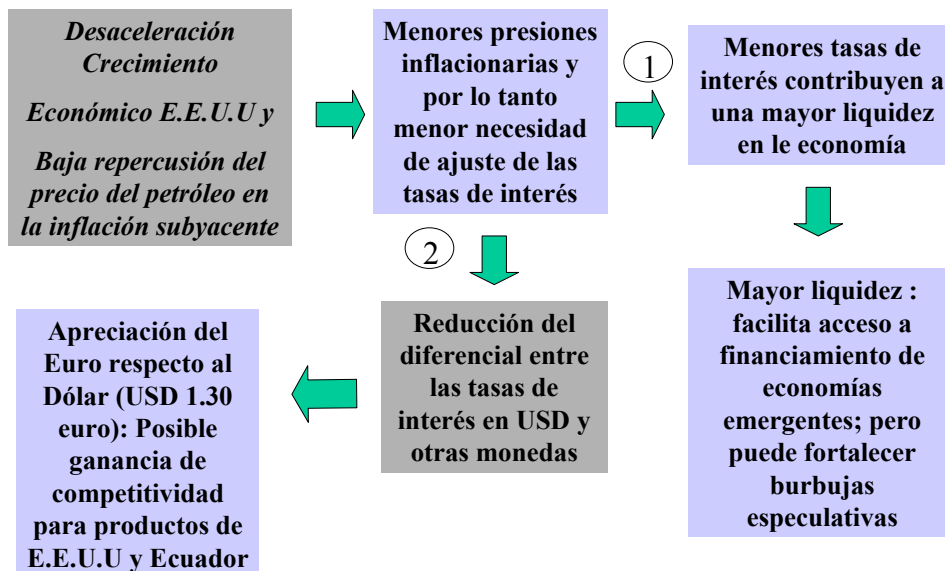 Desaceleración
Crecimiento
Económico E.E.U.U y
Baja repercusión del
precio del petróleo en
la inflación subyacente
Menores presiones
inflacionarias y
por lo tanto
menor necesidad
de ajuste de las
tasas de interés
1
Menores tasas de
interés contribuyen a
una mayor liquidez
en le economía
2
Mayor liquidez :
facilita acceso a
financiamiento de
economías
emergentes; pero
puede fortalecer
burbujas
especulativas
Reducción del
diferencial entre
las tasas de
interés en USD y
otras monedas
Apreciación del
Euro respecto al
Dólar (USD 1.30
euro): Posible
ganancia de
competitividad
para productos de
E.E.U.U y Ecuador